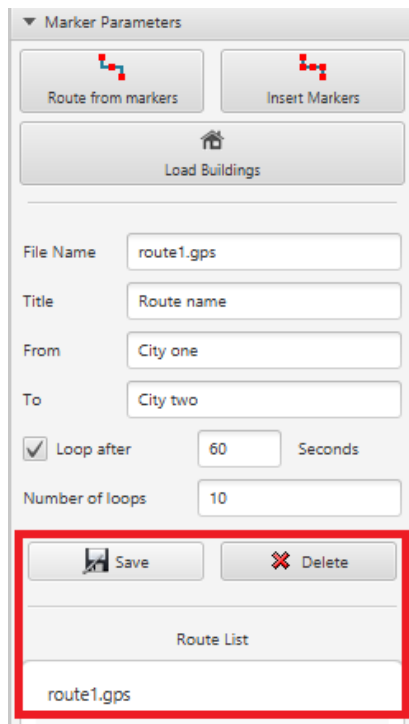 Marker Parameters
Route from markers
Insert Markers
Load Buildings
File Name route1.gps
Title Route name
From City one
To City two
Loop after 60 Seconds
Number of loops 10
Save Delete
Route List
route1.gps